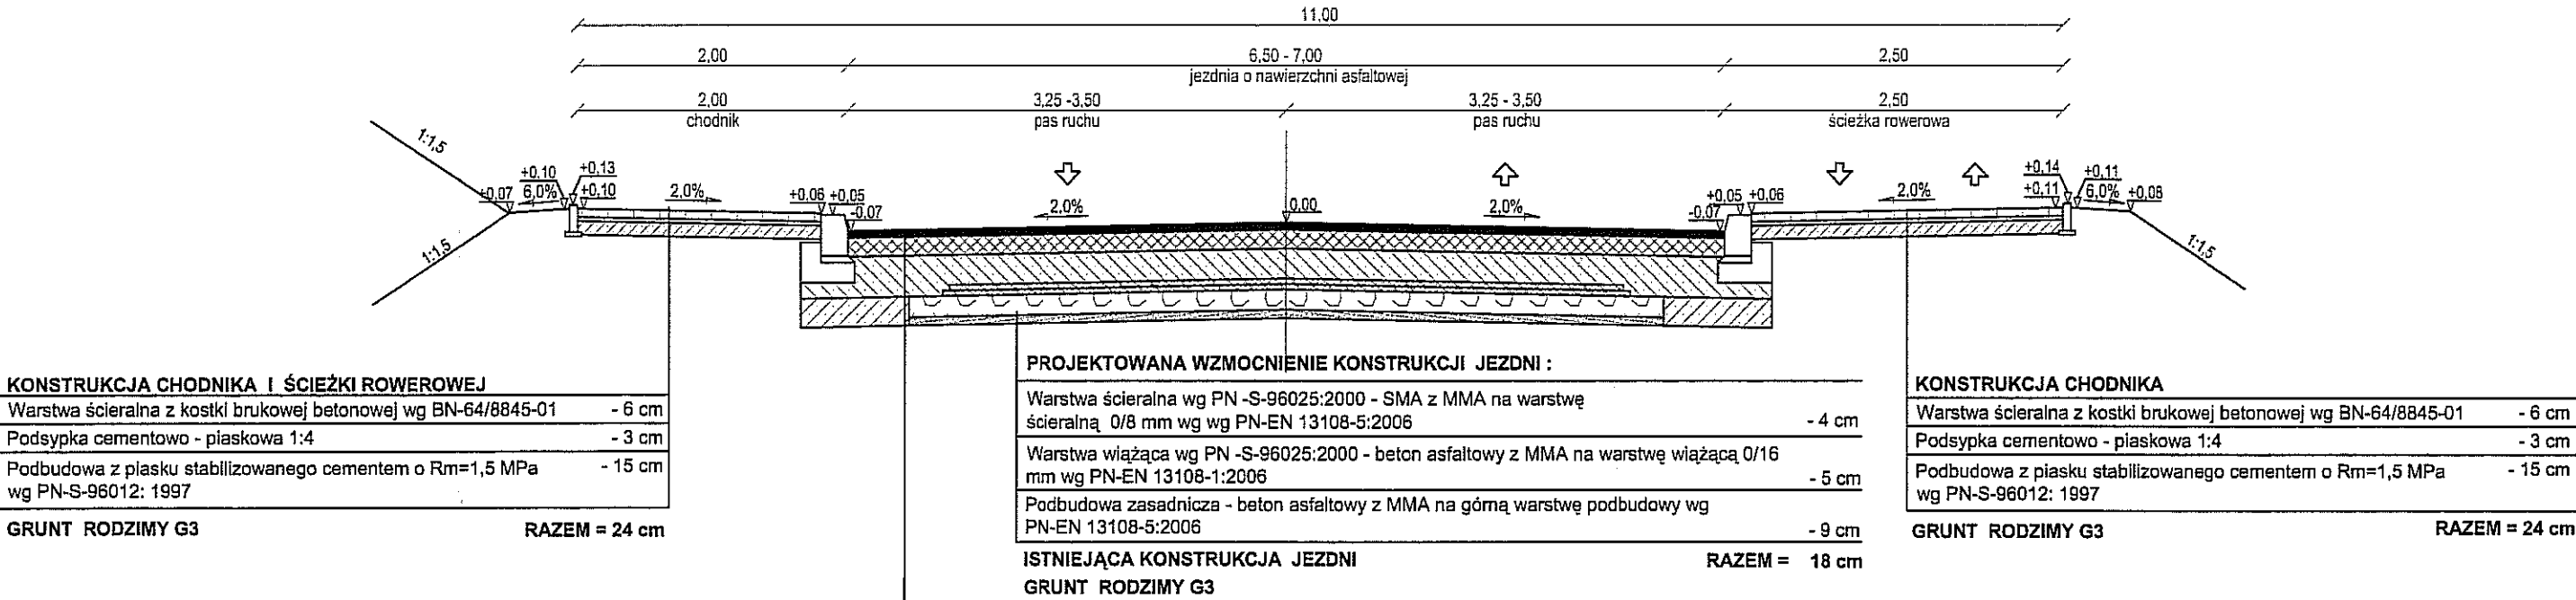 11,00
2,00 6,50 - 7,00 2,50
jezdnia o nawierzchni asfaltowej
2,00 3,25 -3,50 3,25 - 3,50 2,50
chodnik pas ruchu pas ruchu ścieżka rowerowa
1:1,5
+0,10 +0,13 +0,14 +0,11
+0,07 6,0% +0,10 2,0% +0,06 +0,05 -0,07 2,0% 0,00 2,0% -0,07 +0,05 +0,06 2,0% +0,11 6,0% +0,08
1:1,5 1:1,5
KONSTRUKCJA CHODNIKA I ŚCIEŻKI ROWEROWEJ
Warstwa ścieralna z kostki brukowej betonowej wg BN-64/8845-01 - 6 cm
Podsypka cementowo - piaskowa 1:4 - 3 cm
Podbudowa z piasku stabilizowanego cementem o Rm=1,5 MPa - 15 cm
wg PN-S-96012: 1997
GRUNT RODZIMY G3 RAZEM = 24 cm
PROJEKTOWANA WZMOCNIENIE KONSTRUKCJI JEZDNI :
Warstwa ścieralna wg PN -S-96025:2000 - SMA z MMA na warstwę
ścieralną 0/8 mm wg wg PN-EN 13108-5:2006 - 4 cm
Warstwa wiążąca wg PN -S-96025:2000 - beton asfaltowy z MMA na warstwę wiążącą 0/16
mm wg PN-EN 13108-1:2006 - 5 cm
Podbudowa zasadnicza - beton asfaltowy z MMA na górną warstwę podbudowy wg
PN-EN 13108-5:2006 - 9 cm
ISTNIEJĄCA KONSTRUKCJA JEZDNI RAZEM = 18 cm
GRUNT RODZIMY G3
KONSTRUKCJA CHODNIKA
Warstwa ścieralna z kostki brukowej betonowej wg BN-64/8845-01 - 6 cm
Podsypka cementowo - piaskowa 1:4 - 3 cm
Podbudowa z piasku stabilizowanego cementem o Rm=1,5 MPa - 15 cm
wg PN-S-96012: 1997
GRUNT RODZIMY G3 RAZEM = 24 cm